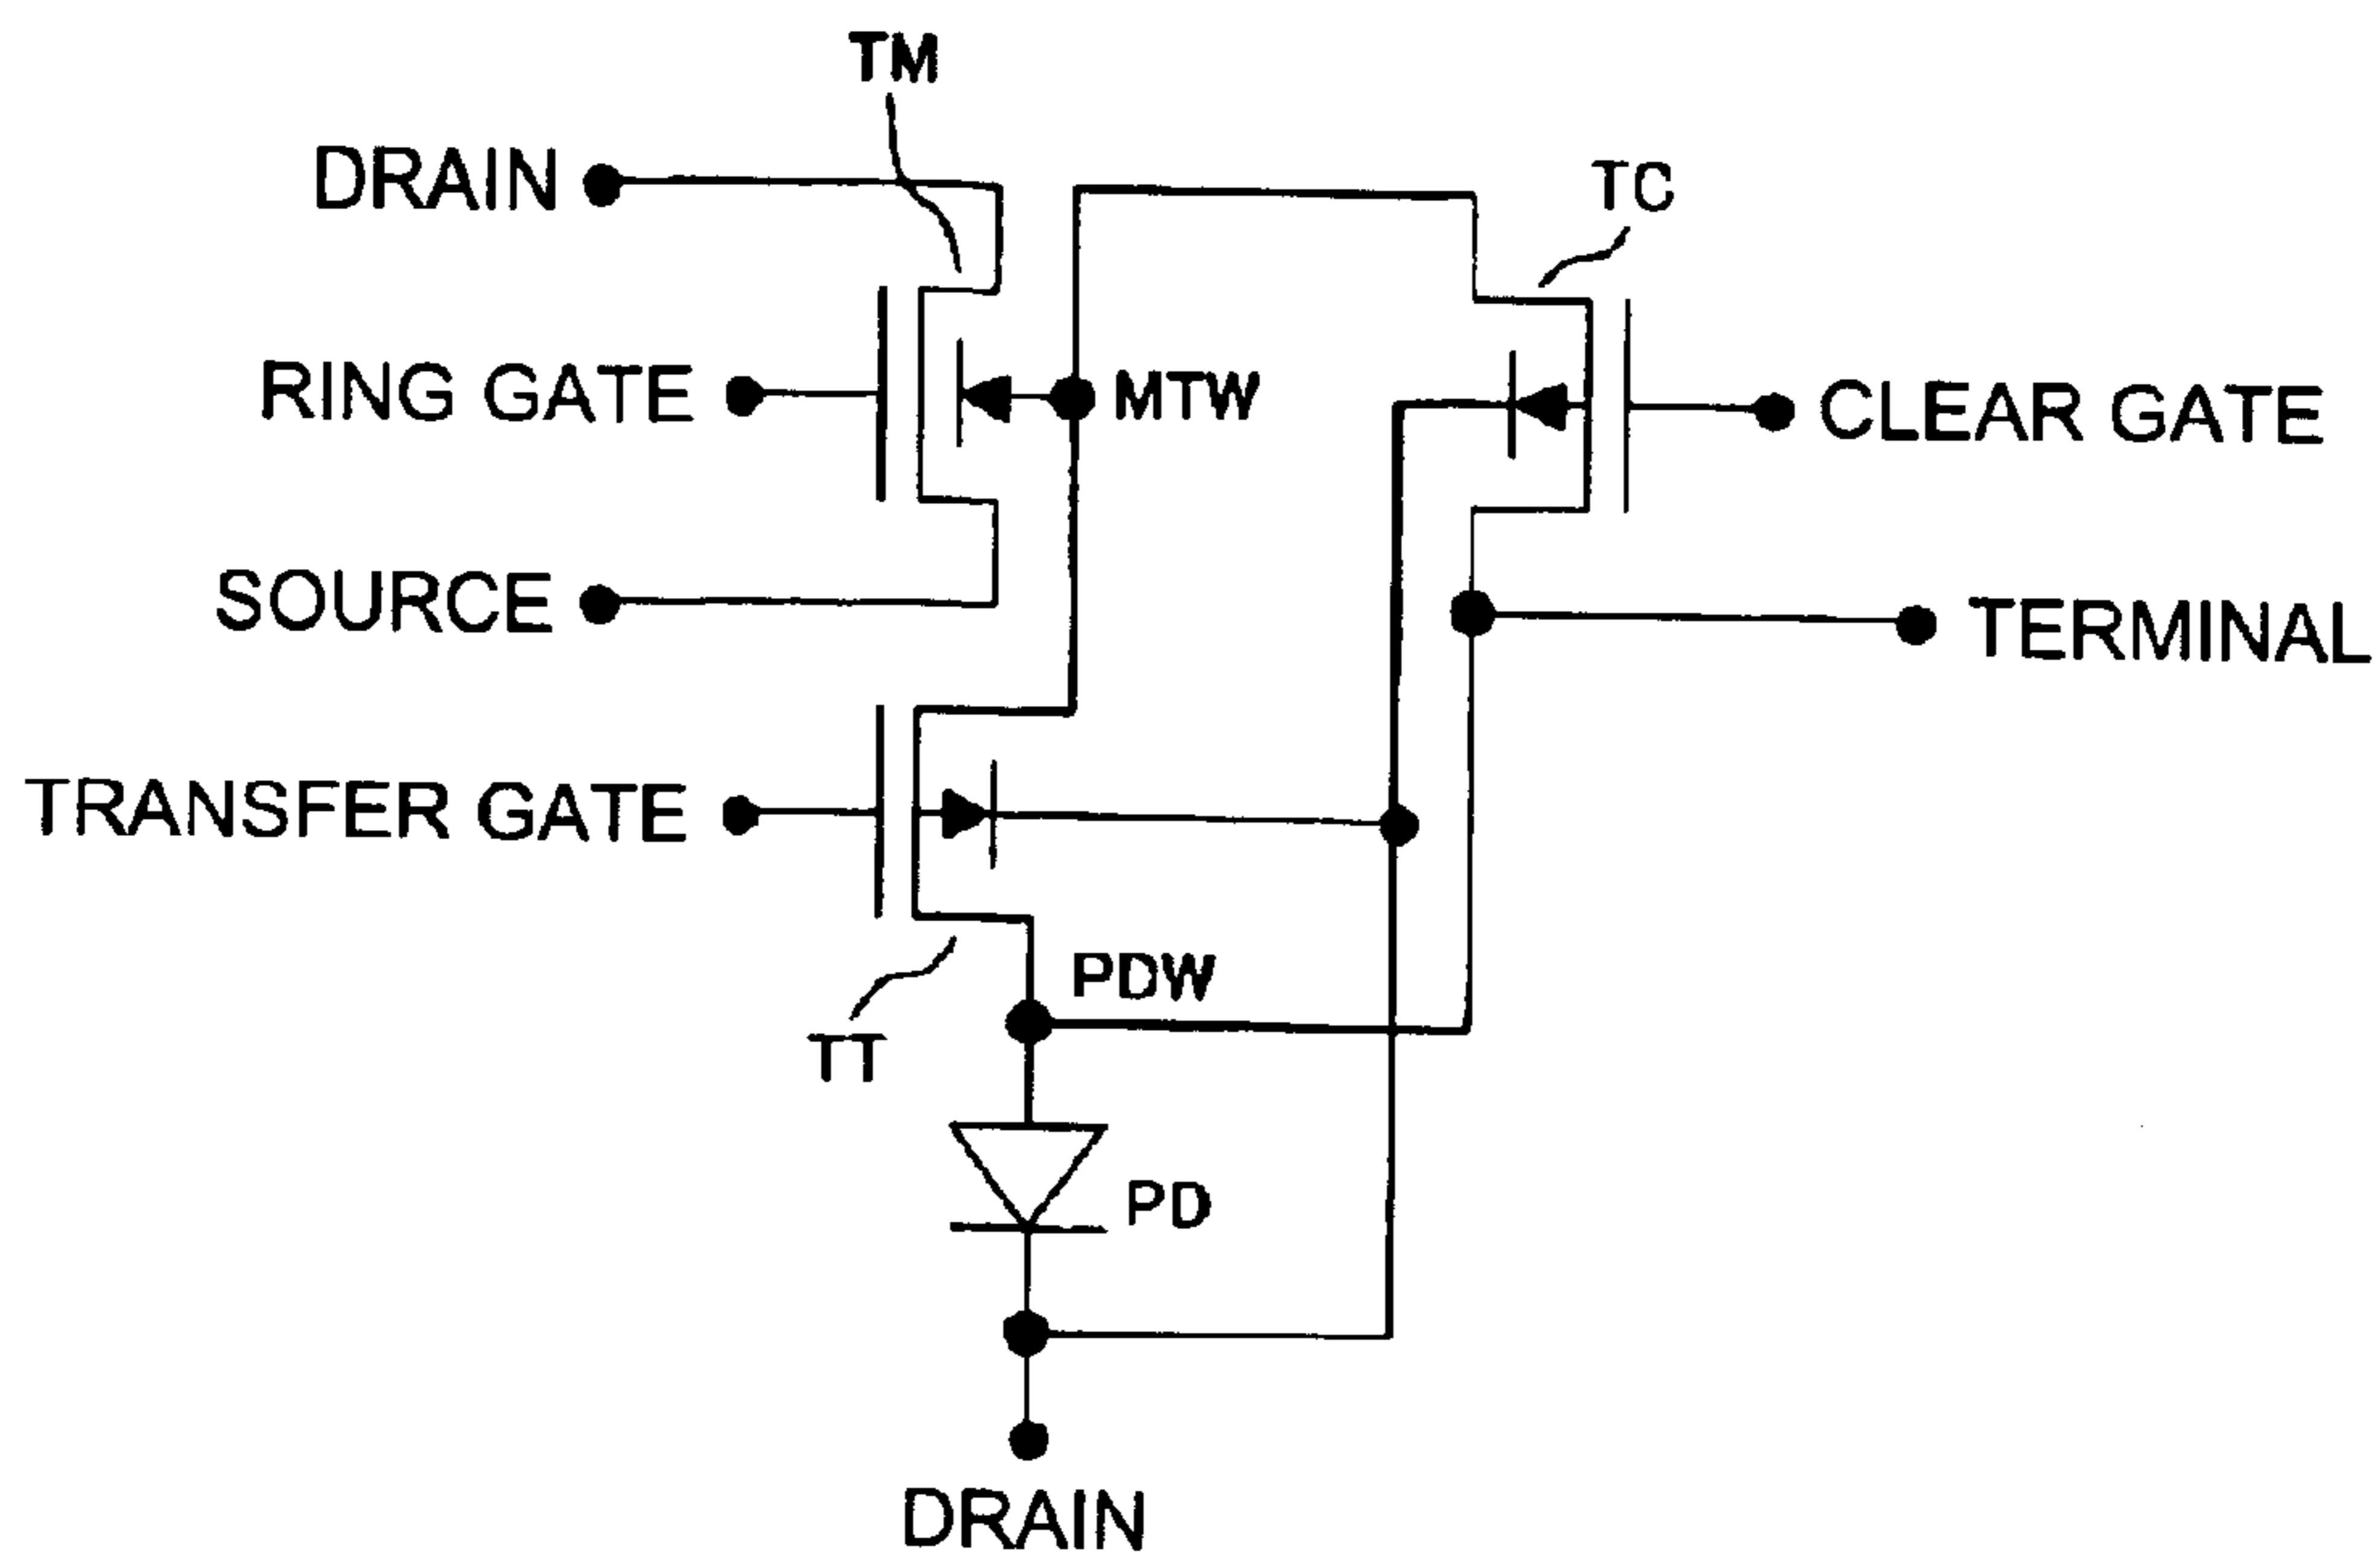 TM
DRAIN
TC
RING GATE
MTW
CLEAR GATE
SOURCE
TERMINAL
TRANSFER GATE
PDW
TT
PD
DRAIN